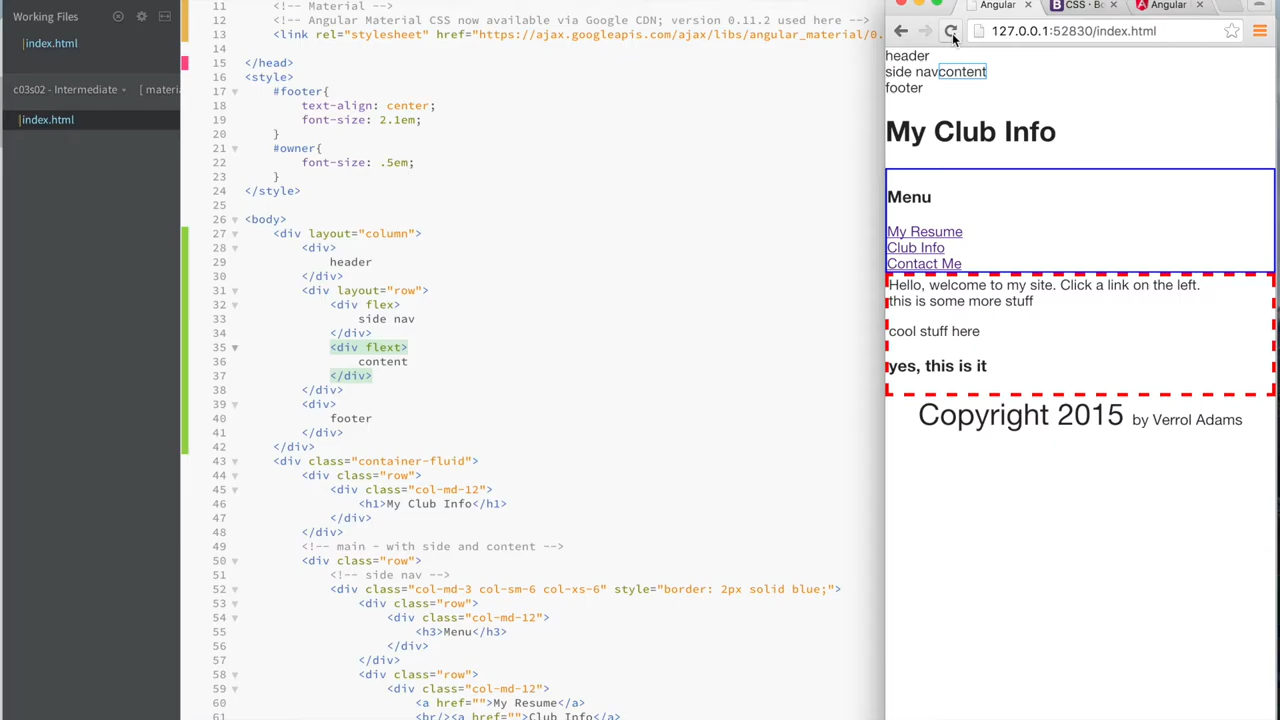 Working Files
index.html
c03s02 - Intermediate
[ materia
index.html
11 <!-- Material -->
12 <!-- Angular Material CSS now available via Google CDN; version 0.11.2 used here -->
13 <link rel="stylesheet" href="https://ajax.googleapis.com/ajax/libs/angular_material/0.
14
15 </head>
16 <style>
17 #footer{
18 text-align: center;
19 font-size: 2.1em;
20 }
21 #owner{
22 font-size: .5em;
23 }
24 </style>
25
26 <body>
27 <div layout="column">
28 <div>
29 header
30 </div>
31 <div layout="row">
32 <div flex>
33 side nav
34 </div>
35 <div flext>
36 content
37 </div>
38 </div>
39 <div>
40 footer
41 </div>
42 </div>
43 <div class="container-fluid">
44 <div class="row">
45 <div class="col-md-12">
46 <h1>My Club Info</h1>
47 </div>
48 </div>
49 <!-- main - with side and content -->
50 <div class="row">
51 <!-- side nav -->
52 <div class="col-md-3 col-sm-6 col-xs-6" style="border: 2px solid blue;">
53 <div class="row">
54 <div class="col-md-12">
55 <h3>Menu</h3>
56 </div>
57 </div>
58 <div class="row">
59 <div class="col-md-12">
60 <a href="">My Resume</a>
61 <br/><a href="">Club Info</a>
Angular
CSS · Bo
Angular
127.0.0.1:52830/index.html
header
side navcontent
footer
My Club Info
Menu
My Resume
Club Info
Contact Me
Hello, welcome to my site. Click a link on the left.
this is some more stuff
cool stuff here
yes, this is it
Copyright 2015 by Verrol Adams